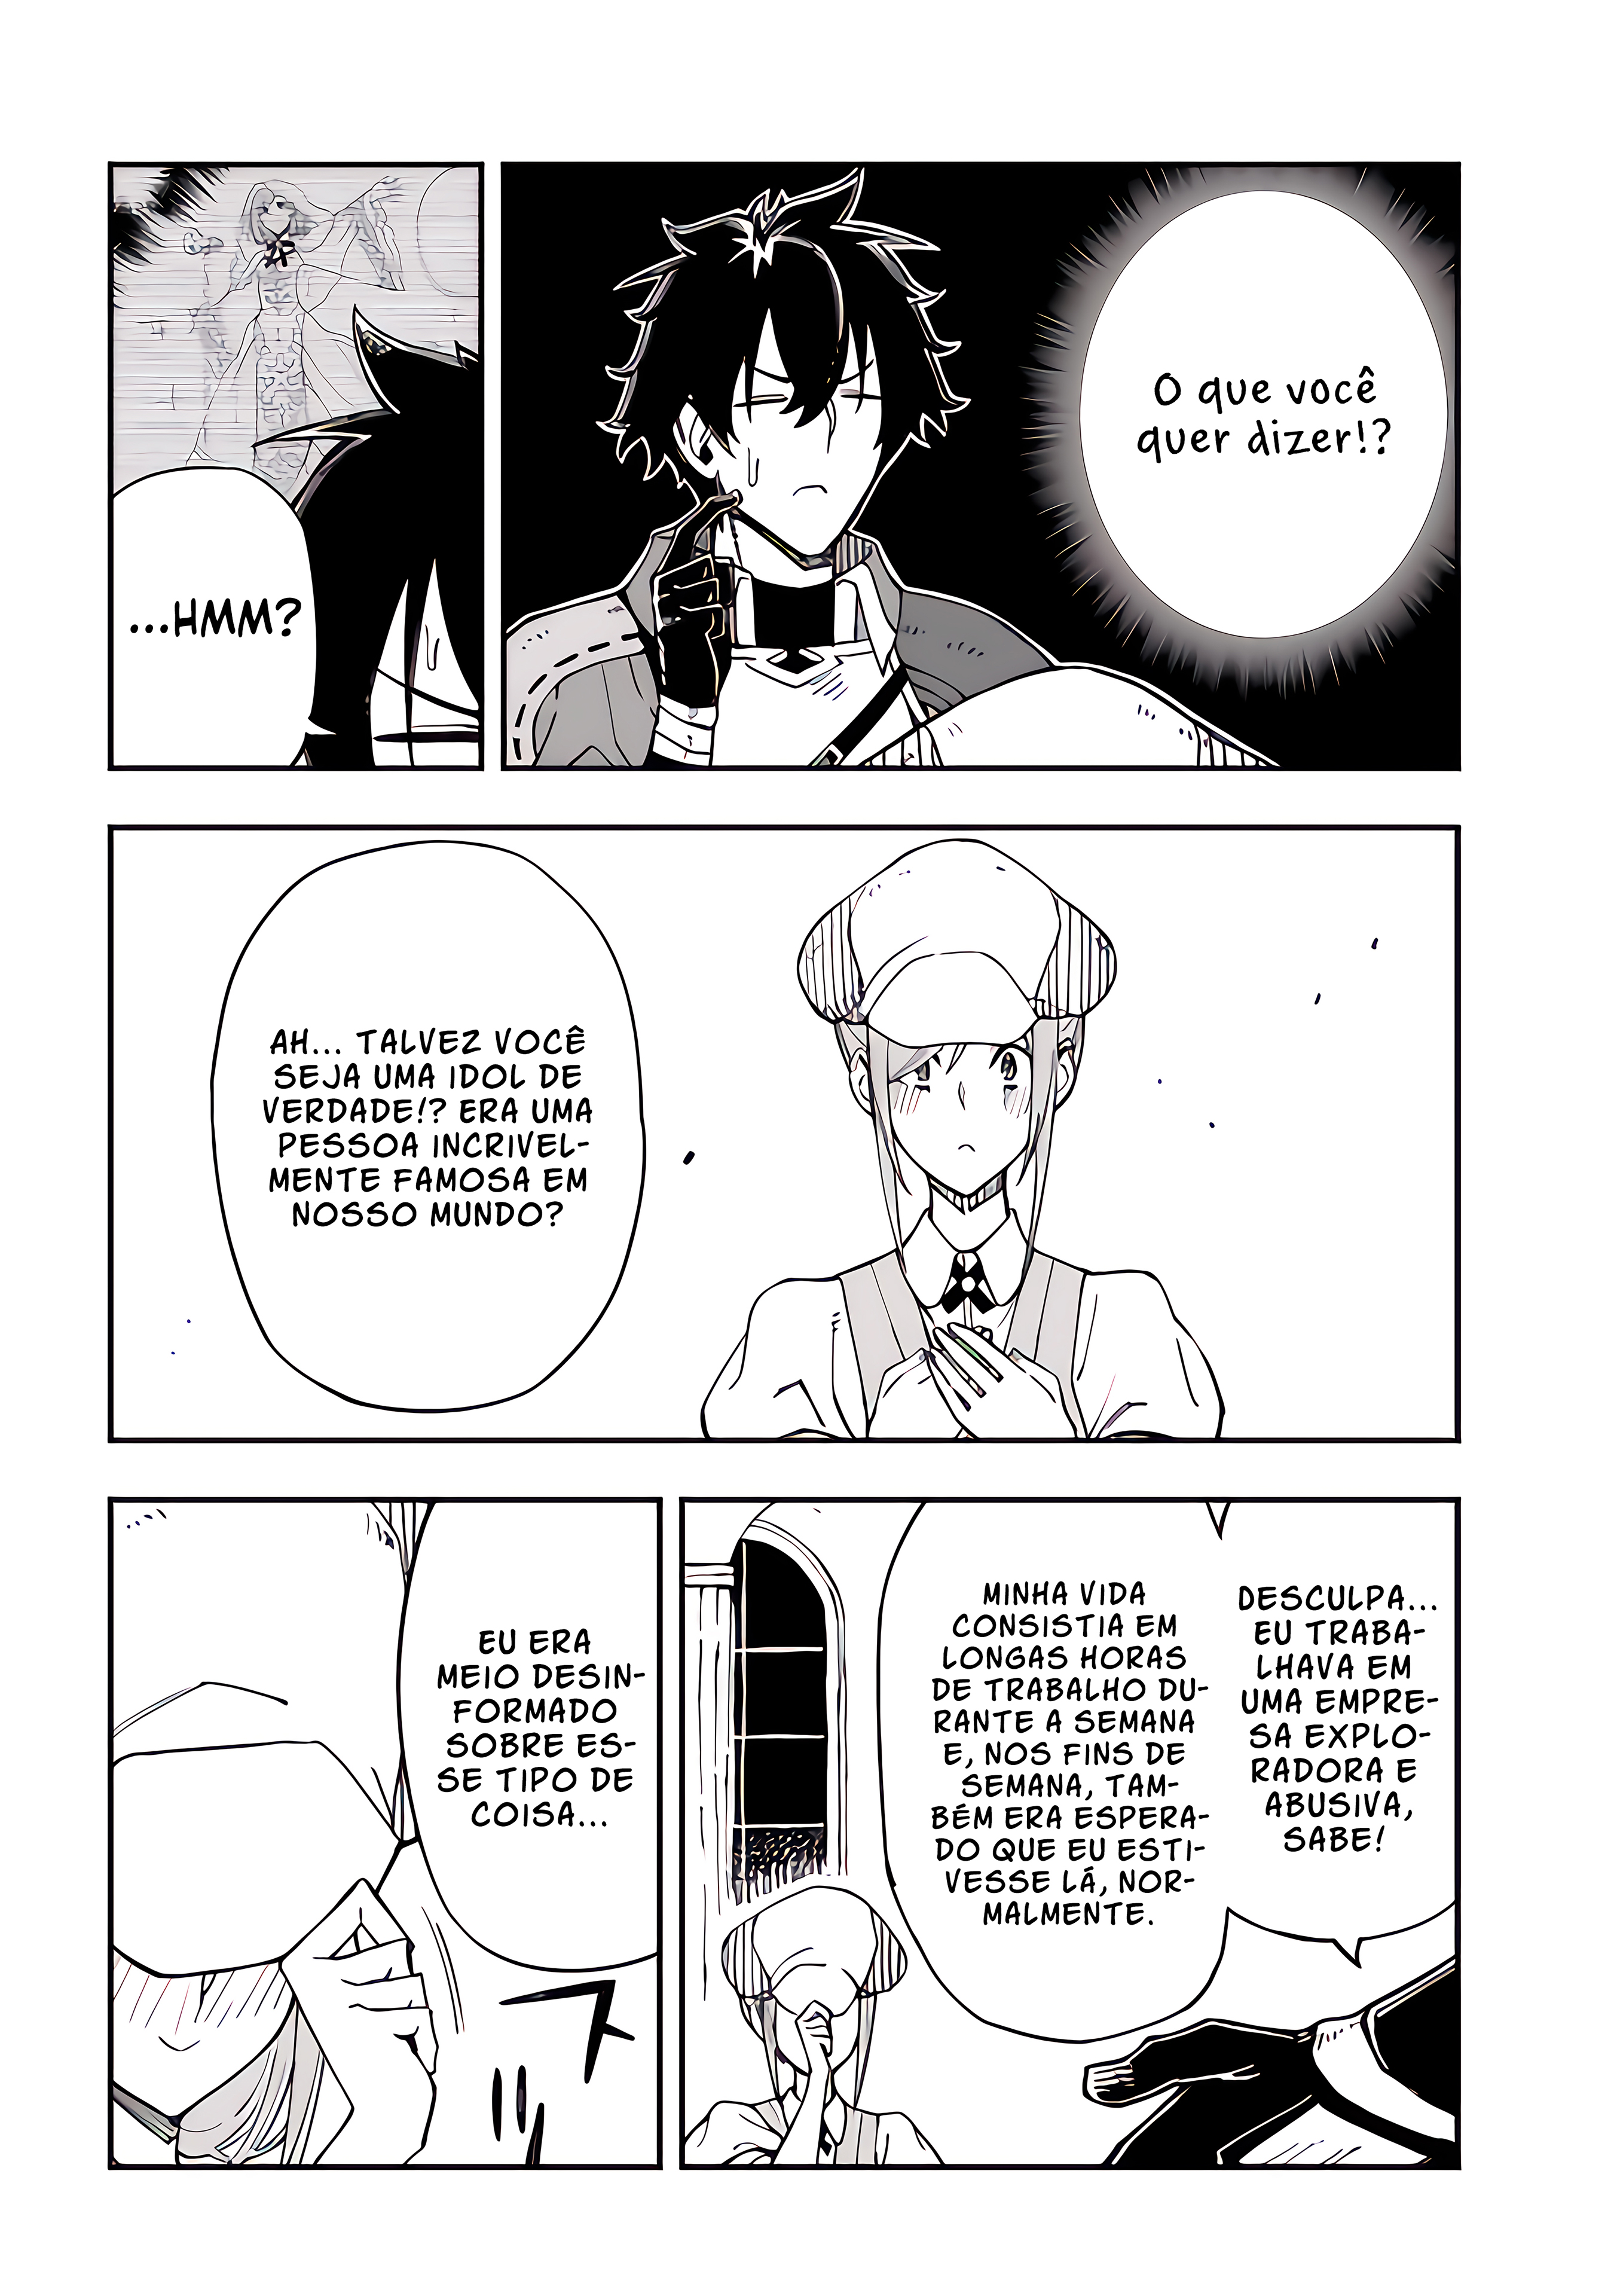 O que você
quer dizer!?
...HMM?
AH... TALVEZ VOCÊ
SEJA UMA IDOL DE
VERDADE!? ERA UMA
PESSOA INCRIVEL-
MENTE FAMOSA EM
NOSSO MUNDO?
DESCULPA...
EU TRABA-
LHAVA EM
UMA EMPRE-
SA EXPLO-
RADORA E
ABUSIVA,
SABE!
MINHA VIDA
CONSISTIA EM
LONGAS HORAS
DE TRABALHO DU-
RANTE A SEMANA
E, NOS FINS DE
SEMANA, TAM-
BÉM ERA ESPERA-
DO QUE EU ESTI-
VESSE LÁ, NOR-
MALMENTE.
EU ERA
MEIO DESIN-
FORMADO
SOBRE ES-
SE TIPO DE
COISA...
スッ